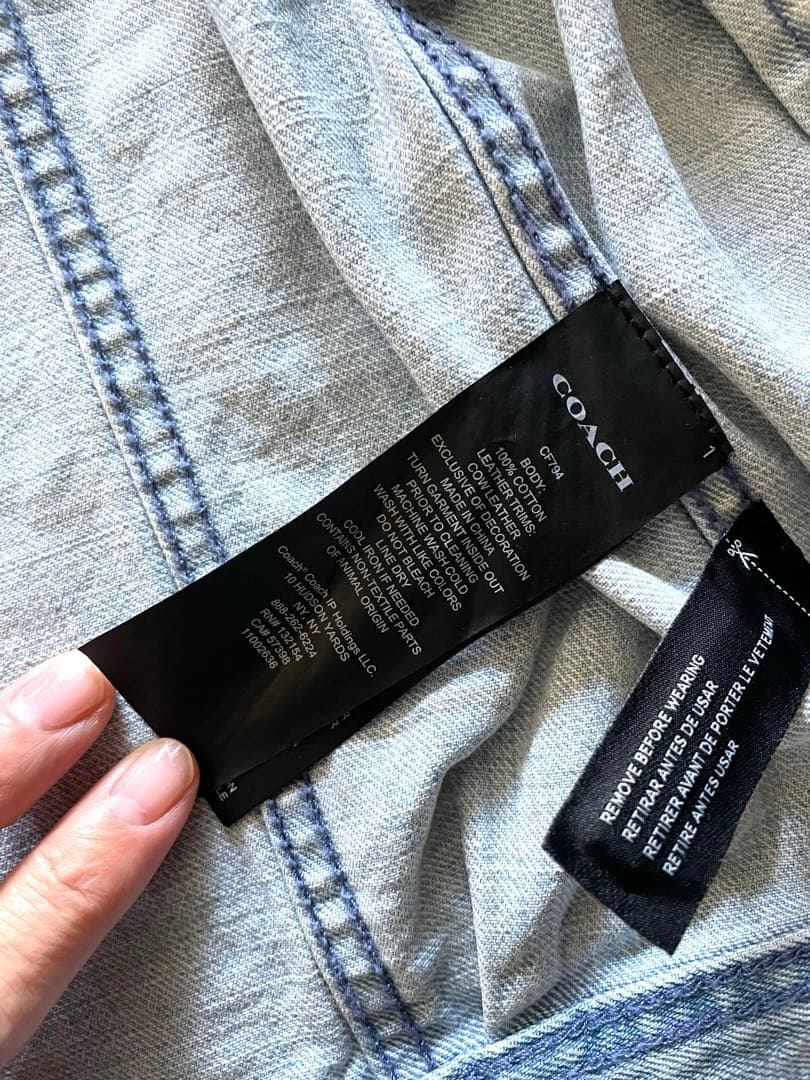 COACH
1
CF794
BODY:
100% COTTON
LEATHER TRIMS:
COW LEATHER
EXCLUSIVE OF DECORATION
MADE IN CHINA
TURN GARMENT INSIDE OUT
PRIOR TO CLEANING
MACHINE WASH COLD
WASH WITH LIKE COLORS
DO NOT BLEACH
LINE DRY
COOL IRON IF NEEDED
CONTAINS NON-TEXTILE PARTS
OF ANIMAL ORIGIN
Coach® Coach IP Holdings LLC.
10 HUDSON YARDS
NY, NY
888-262-6224
RN# 132154
CA# 57398
11002636
REMOVE BEFORE WEARING
RETIRAR ANTES DE USAR
RETIRER AVANT DE PORTER LE VETEMENT
RETIRE ANTES USAR